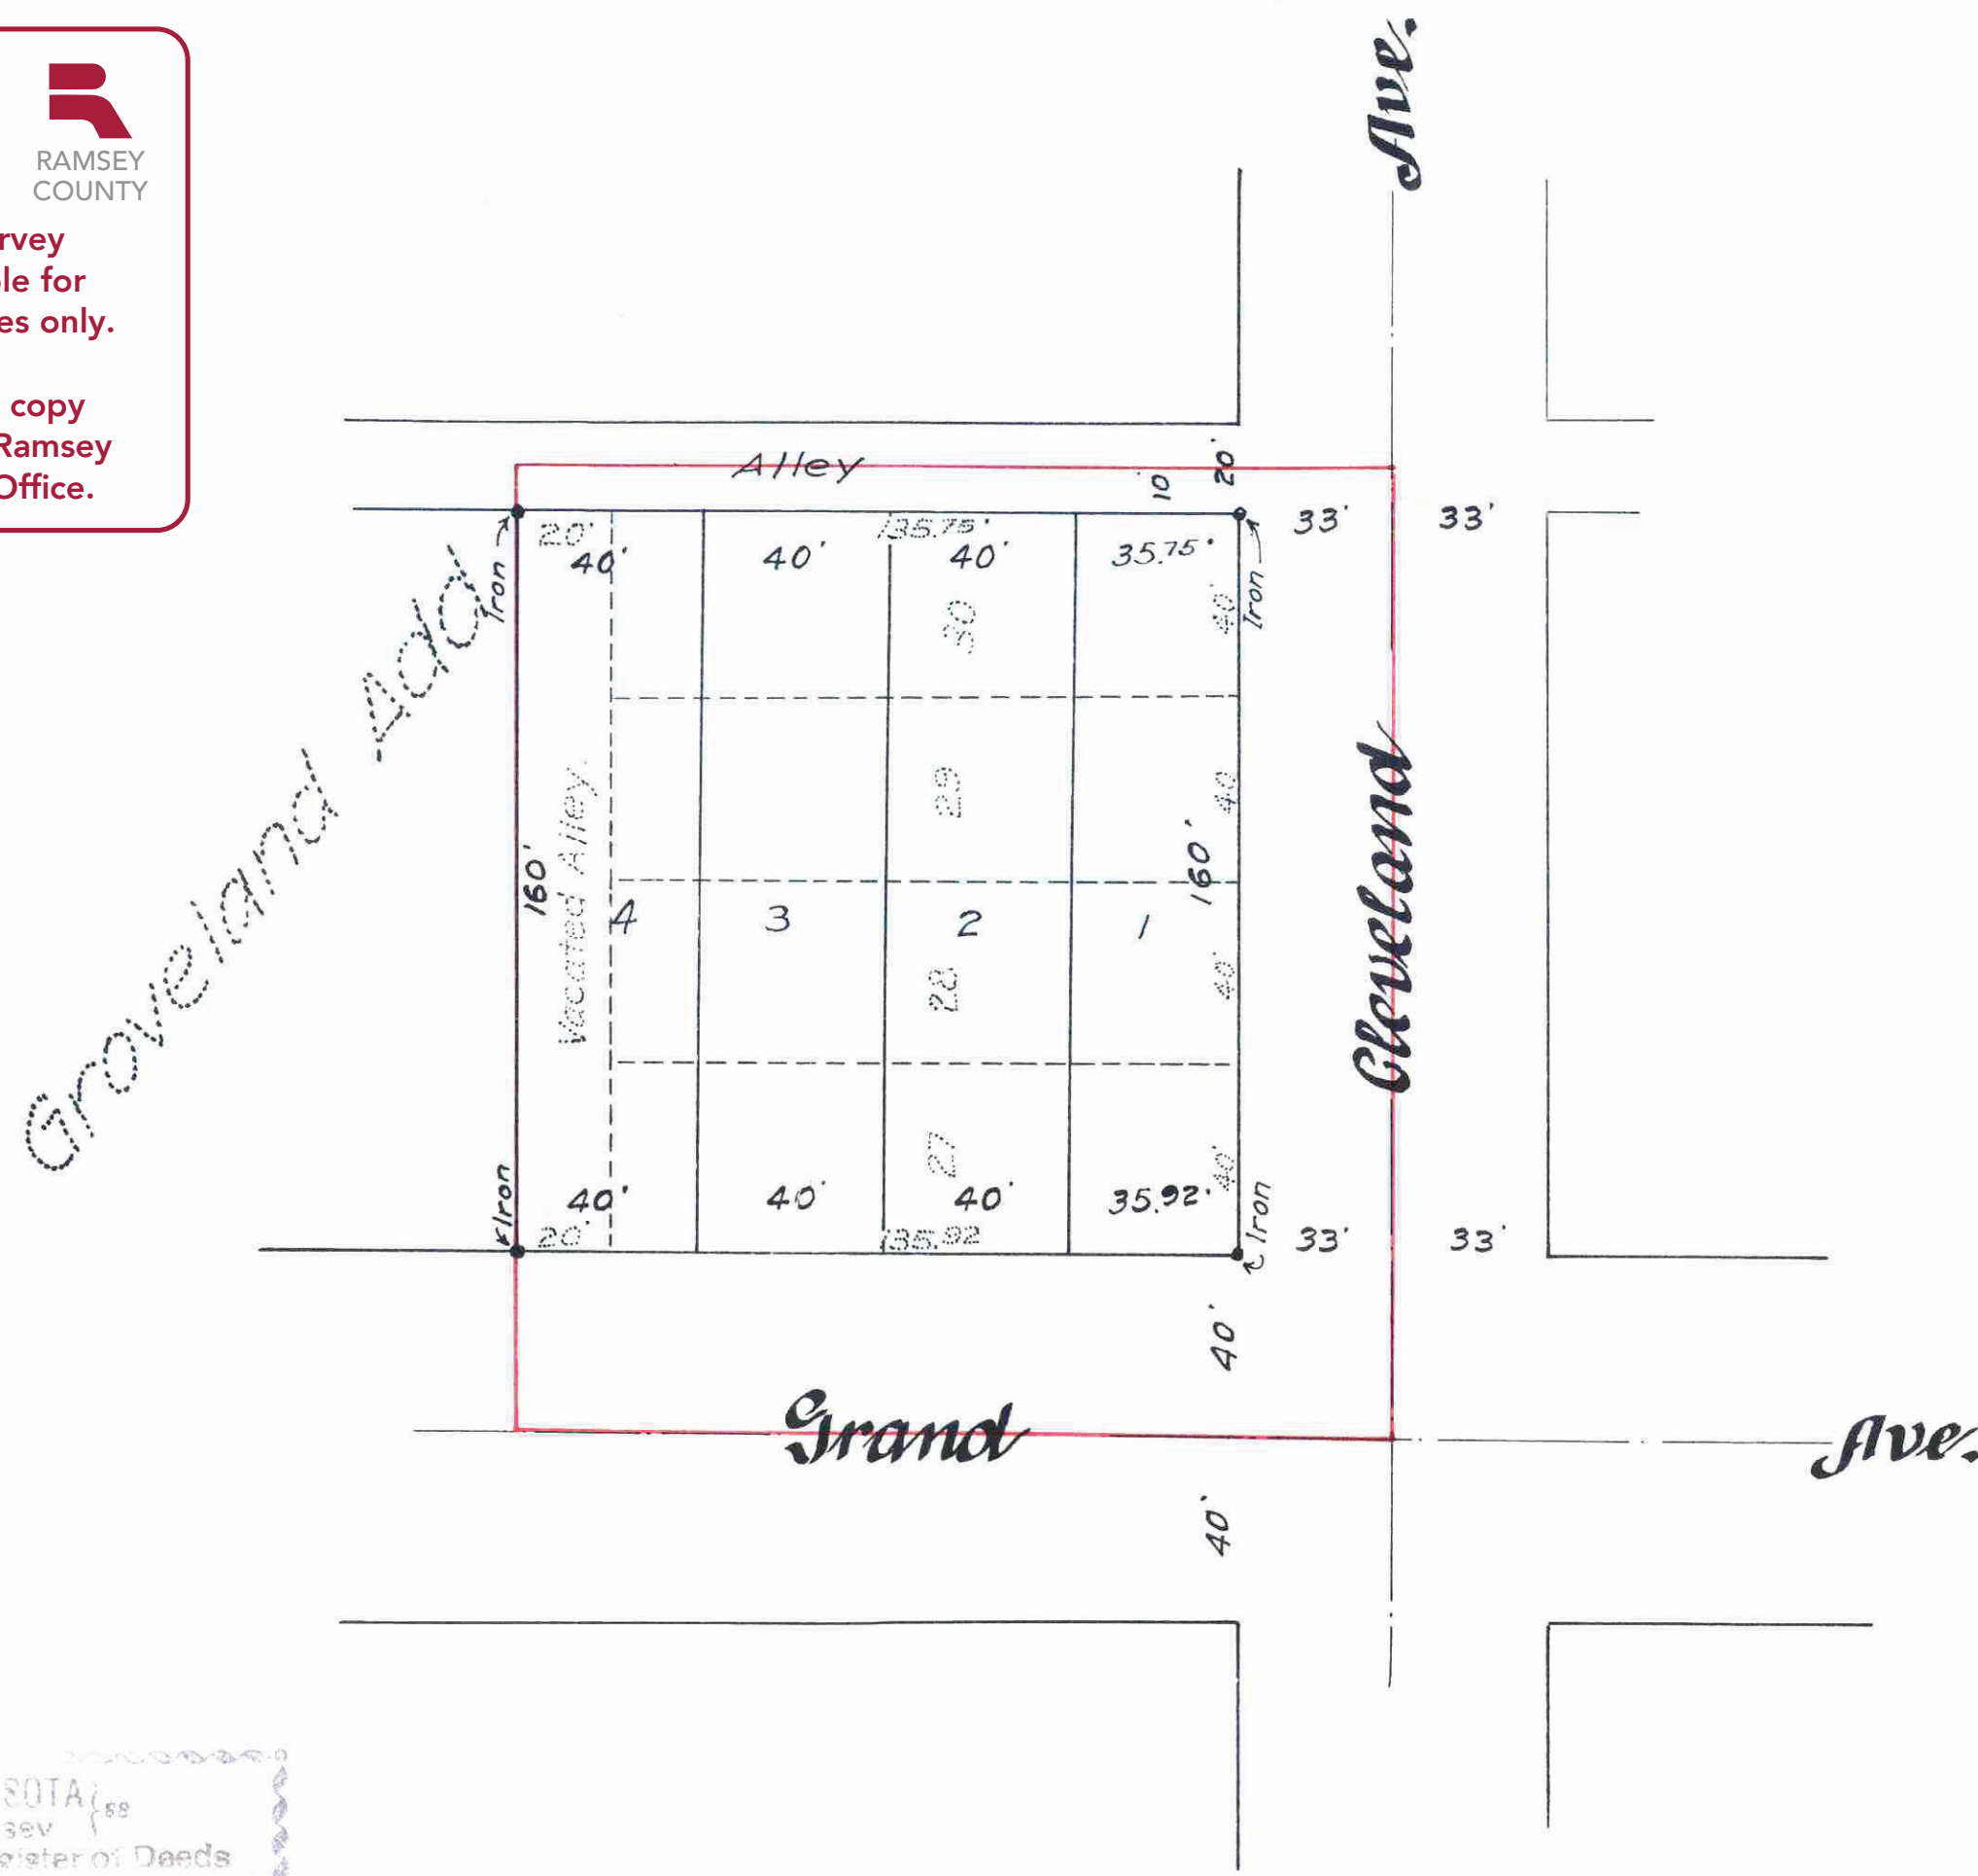 RAMSEY
COUNTY
rvey
le for
es only.
copy
Ramsey
Office.
Ave.
Alley
10'
20'
33'
33'
20'
135.75'
40'
40'
40'
35.75'
Iron
Iron
30
40'
Groveland Add
29
40'
Vacated Alley.
160'
160'
Cleveland
4
3
2
1
28
40'
27
40'
Iron
Iron
40'
40'
40'
35.92'
20'
135.92
33'
33'
40'
Grand
Ave.
40'
SOTA } ss
sey
gister of Deeds